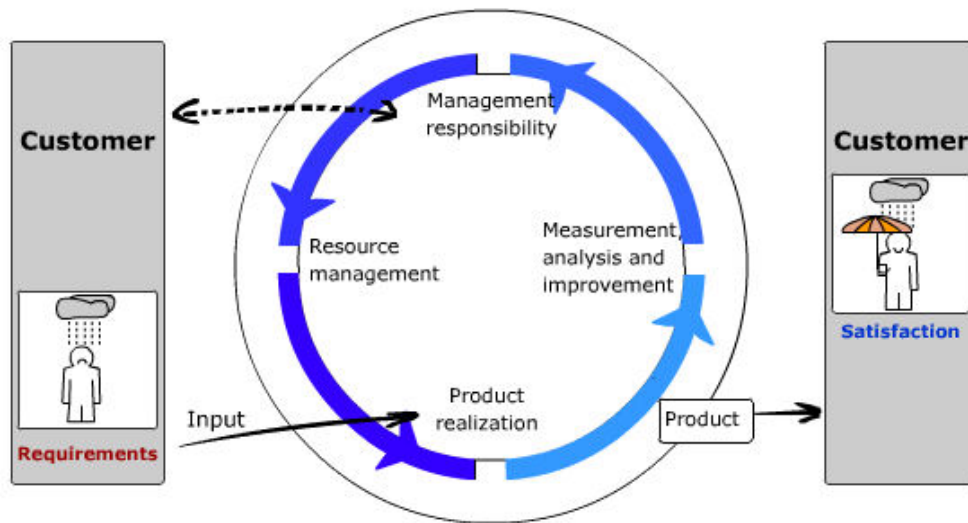 Customer
Requirements
Input
Management
responsibility
Resource
management
Measurement,
analysis and
improvement
Product
realization
Product
Customer
Satisfaction